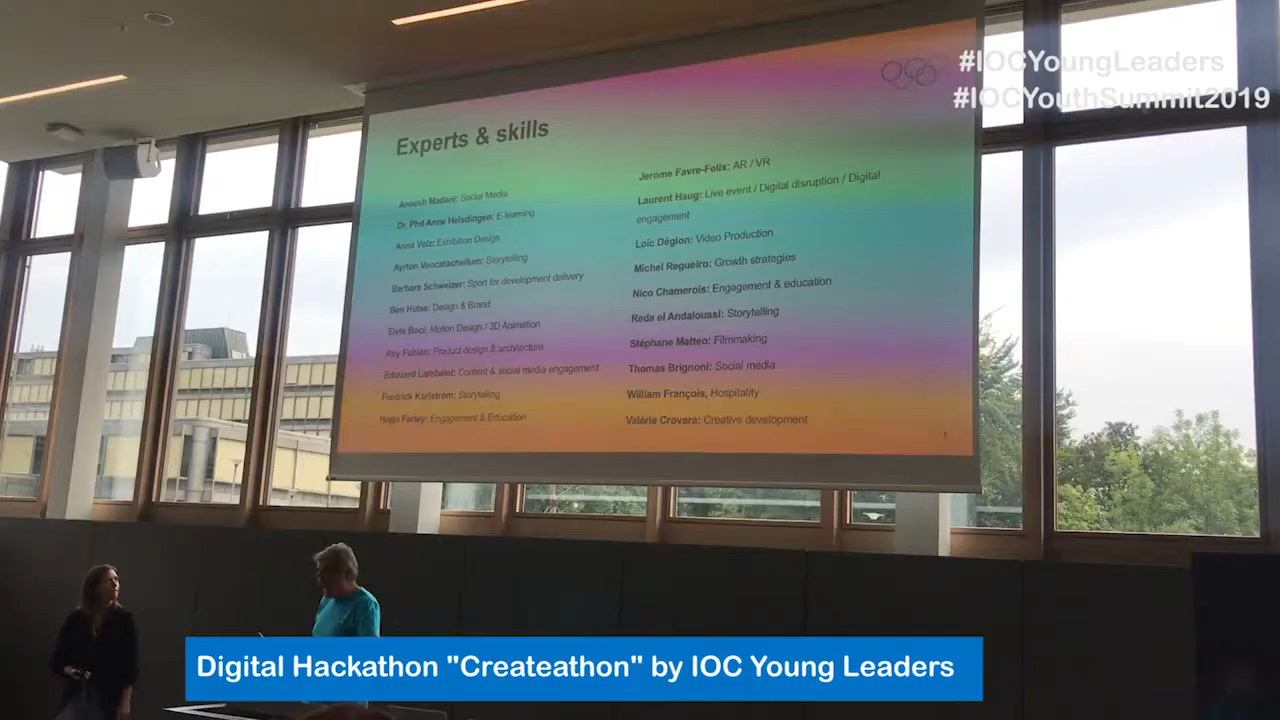 #IOCYoungLeaders
#IOCYouthSummit2019
Experts & skills
Aneesh Madani: Social Media
Dr. Phd Anne Helsdingen: E-learning
Anna Volz: Exhibition Design
Ayrton Vencatachellum: Storytelling
Barbara Schweizer: Sport for development delivery
Ben Hulse: Design & Brand
Elvis Boci: Motion Design / 3D Animation
Roy Fabian: Product design & architecture
Edouard Lambelet: Content & social media engagement
Fredrick Karlström: Storytelling
Hugo Farley: Engagement & Education
Jerome Favre-Felix: AR / VR
Laurent Haug: Live event / Digital disruption / Digital
engagement
Loïc Déglon: Video Production
Michel Regueiro: Growth strategies
Nico Chamerois: Engagement & education
Reda el Andaloussi: Storytelling
Stéphane Matteo: Filmmaking
Thomas Brignoni: Social media
William François, Hospitality
Valérie Crovara: Creative development
Digital Hackathon "Createathon" by IOC Young Leaders